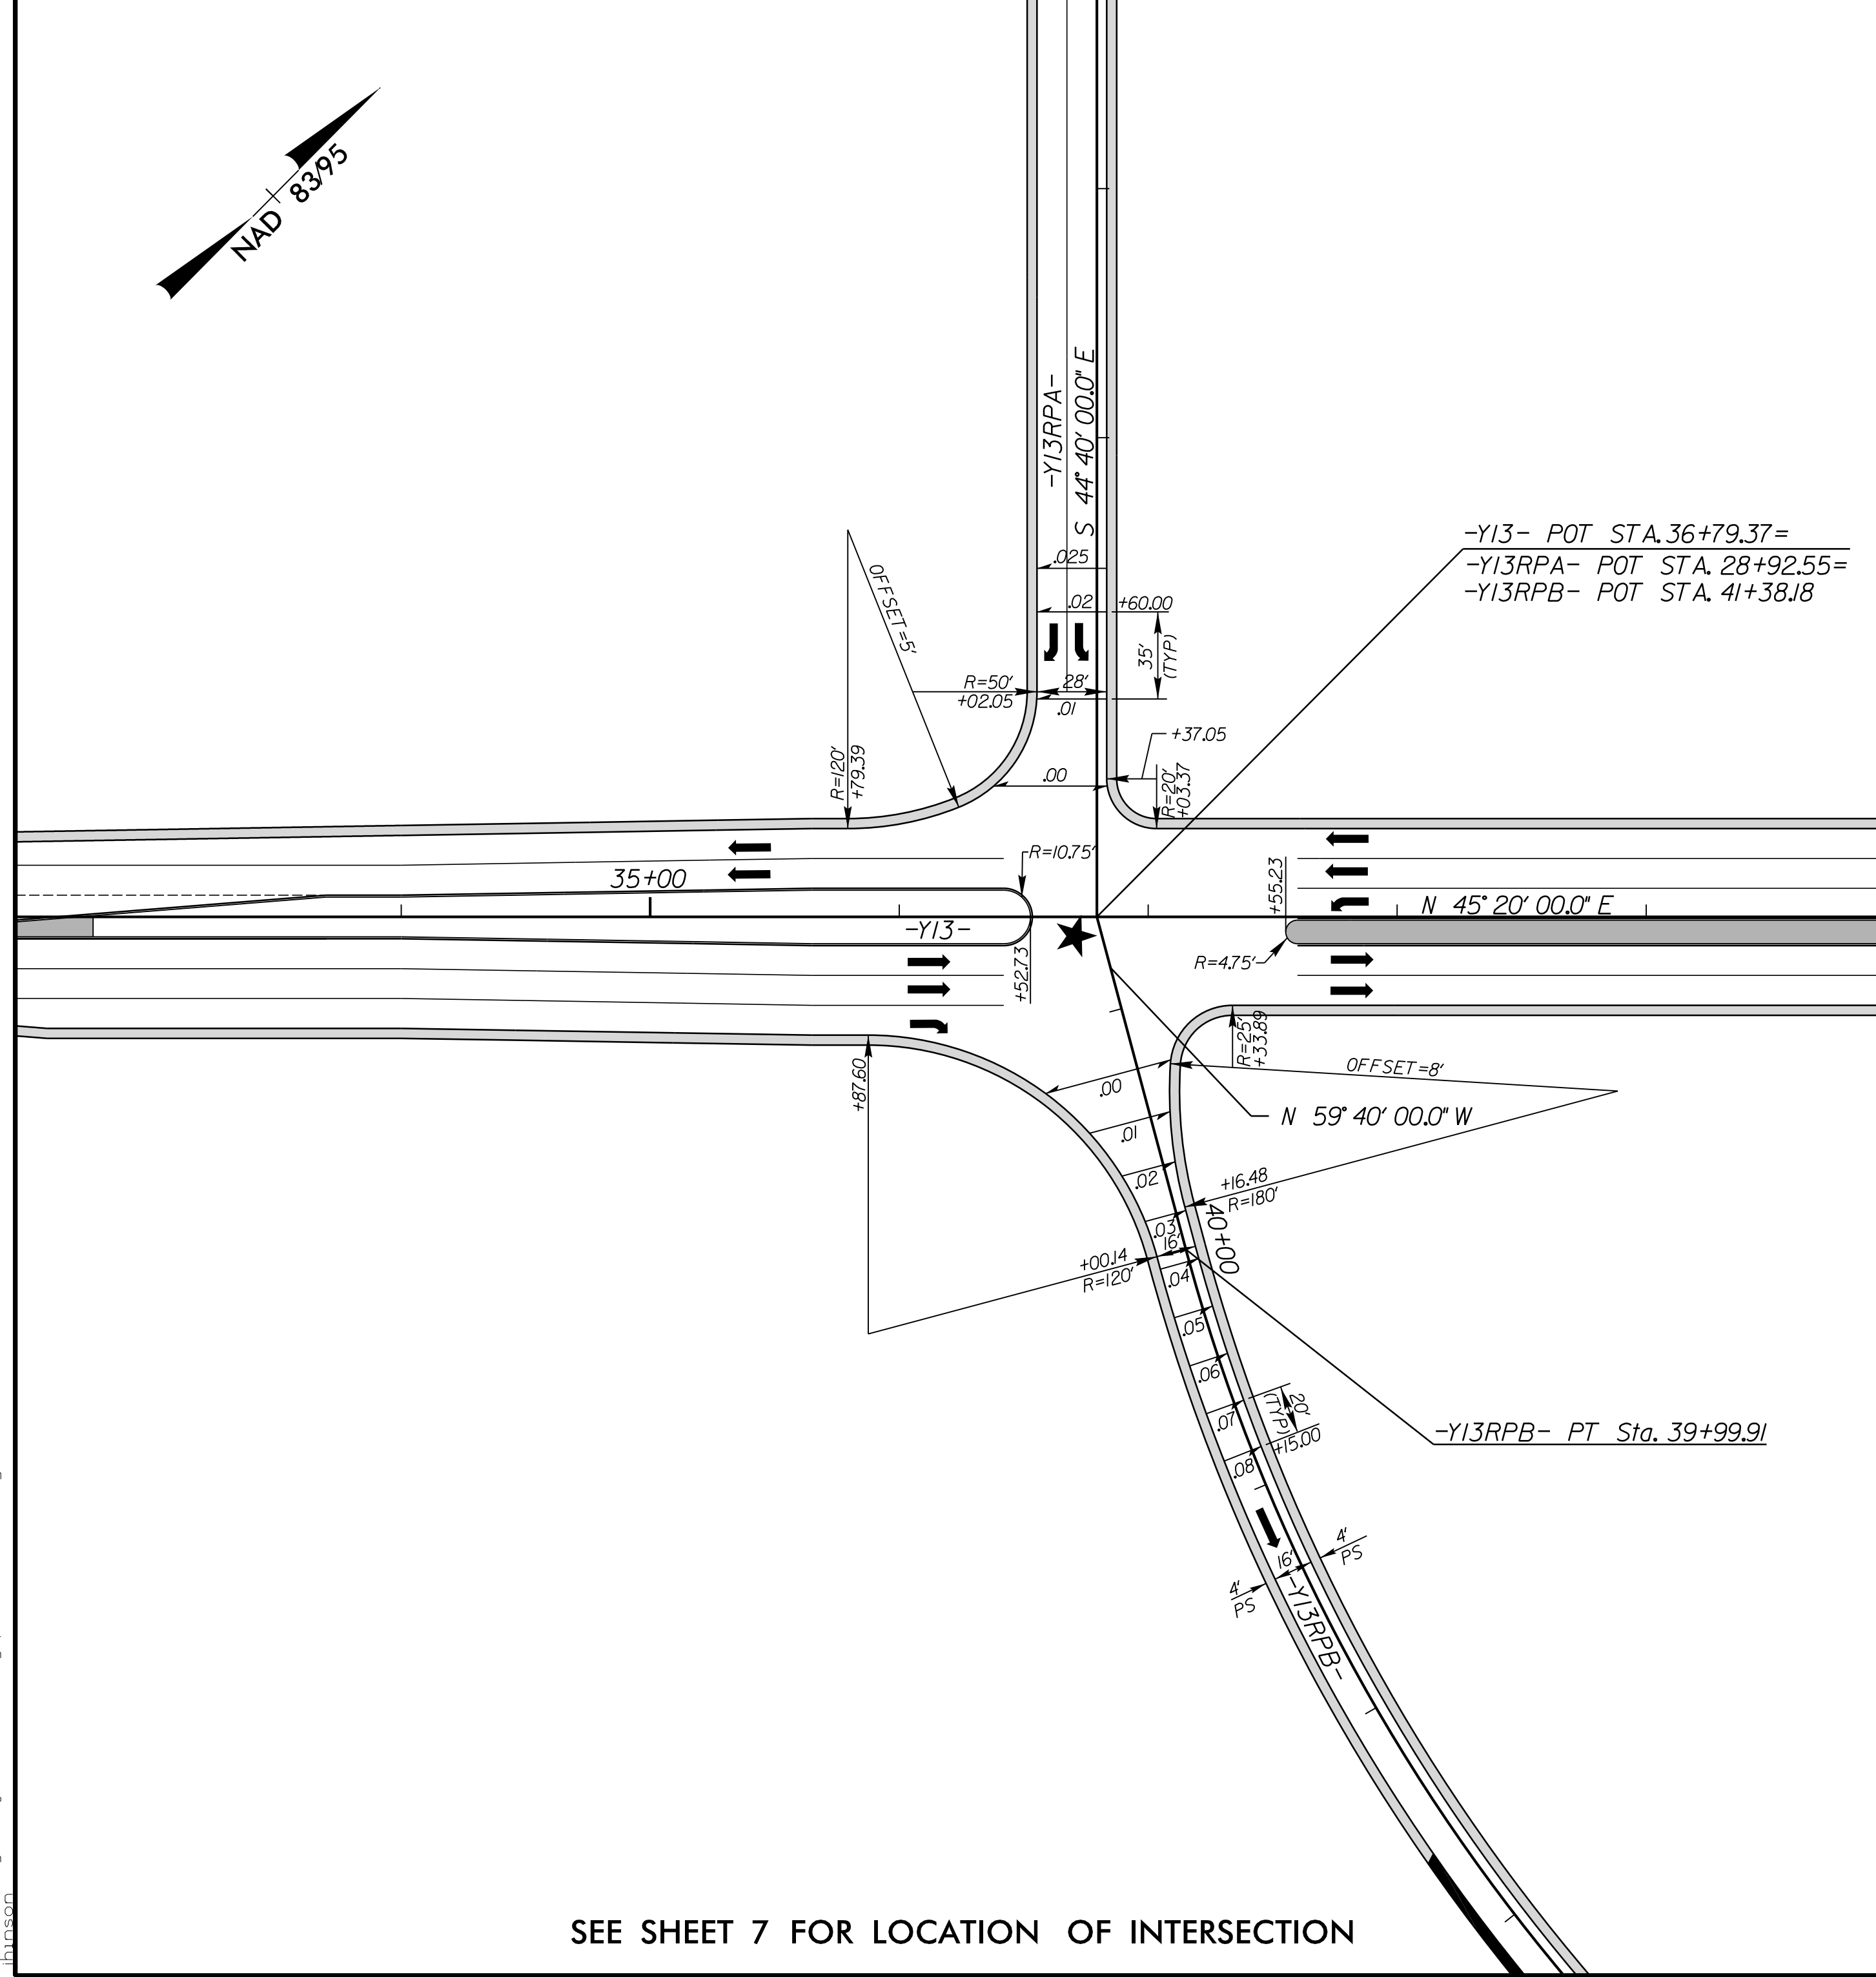 NAD 83/95
-Y13RPA-
S 44° 40' 00.0" E
-Y13- POT STA. 36+79.37=
-Y13RPA- POT STA. 28+92.55=
-Y13RPB- POT STA. 41+38.18
OFFSET=5'
.025
.02
+60.00
35'
(TYP)
R=50'
+02.05
28'
.01
+37.05
R=120'
+79.39
.00
R=20'
+03.37
R=10.75'
35+00
+55.23
N 45° 20' 00.0" E
-Y13-
+52.73
R=4.75'
R=25'
+33.89
OFFSET=8'
+87.60
.00
N 59° 40' 00.0" W
.01
.02
+16.48
R=180'
.03
40+00
16'
+00.14
R=120'
.04
.05
.06
20'
(TYP)
.07
+15.00
-Y13RPB- PT Sta. 39+99.91
.08
4'
PS
16'
4'
PS
-Y13RPB-
SEE SHEET 7 FOR LOCATION OF INTERSECTION